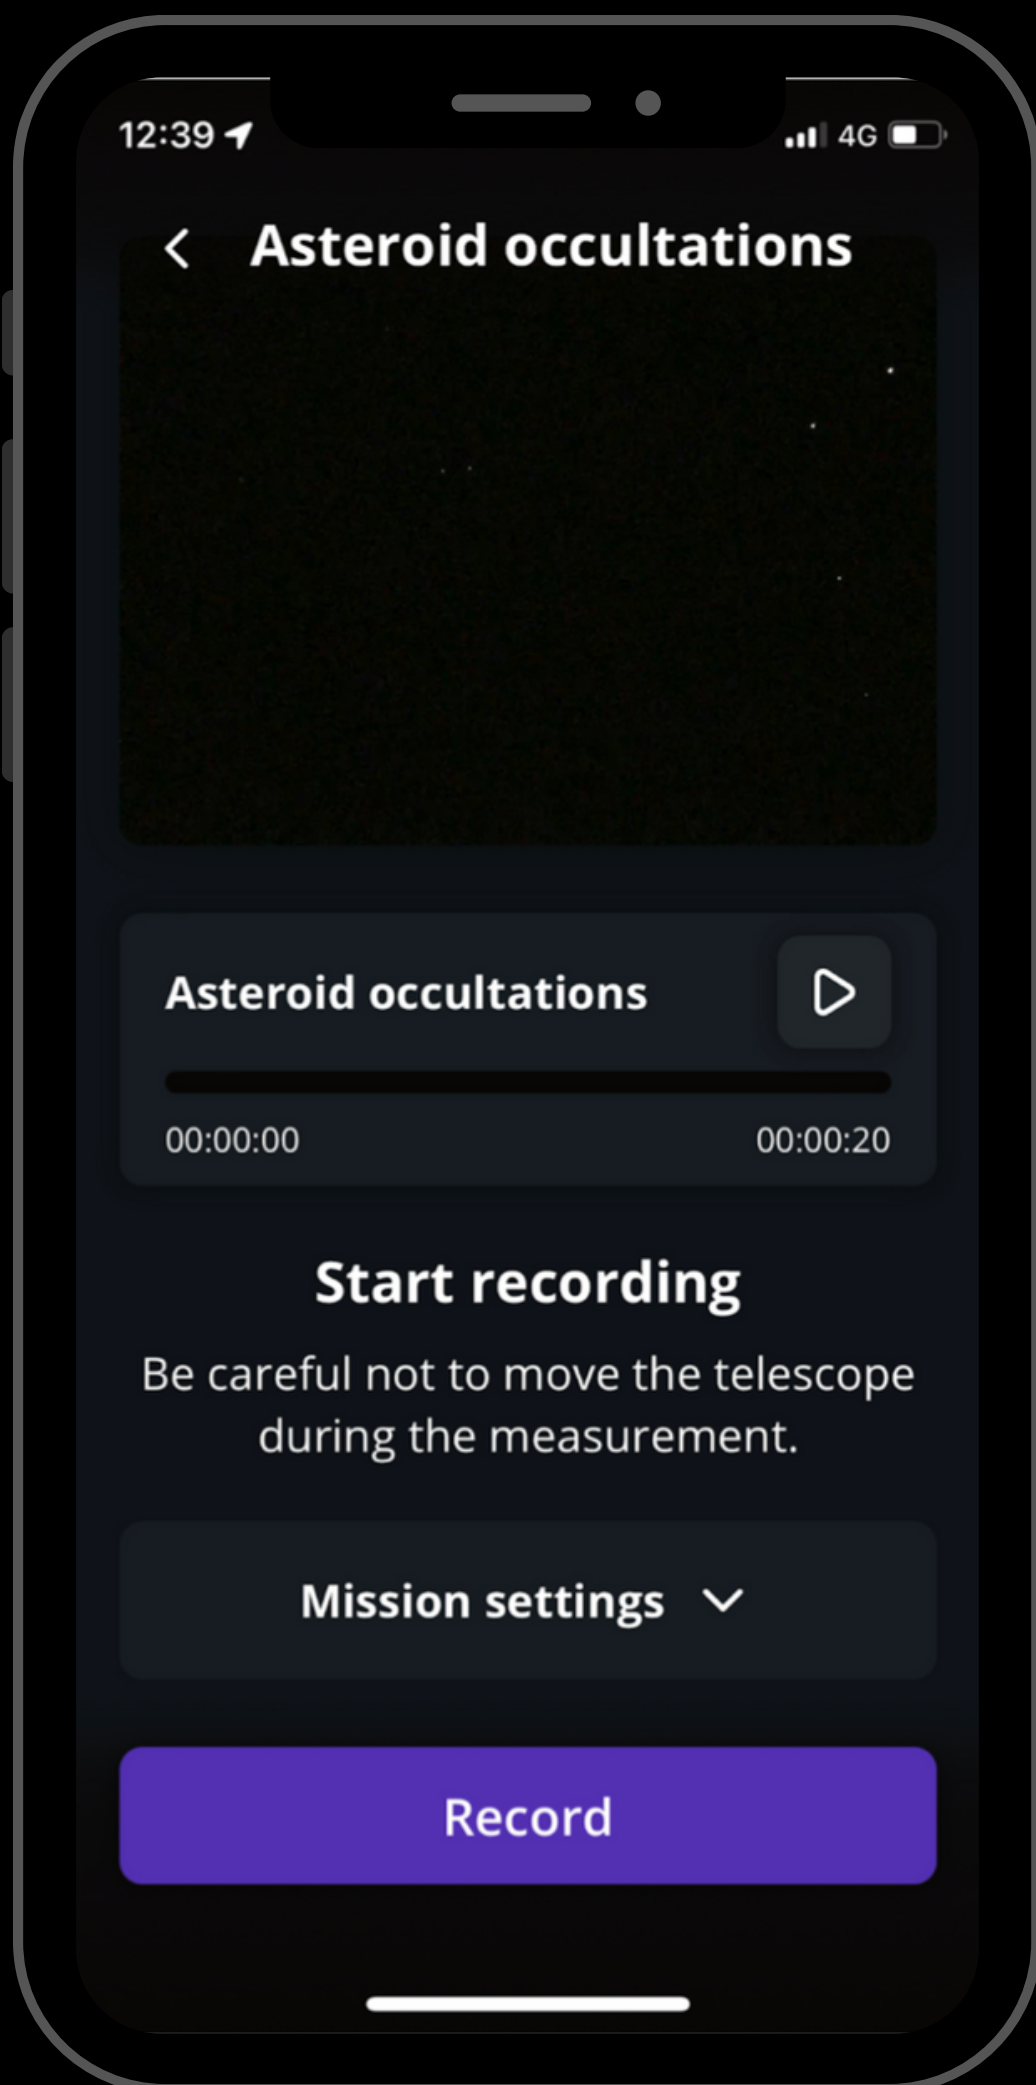 12:39
4G
Asteroid occultations
Asteroid occultations
00:00:00
00:00:20
Start recording
Be careful not to move the telescope
during the measurement.
Mission settings
Record